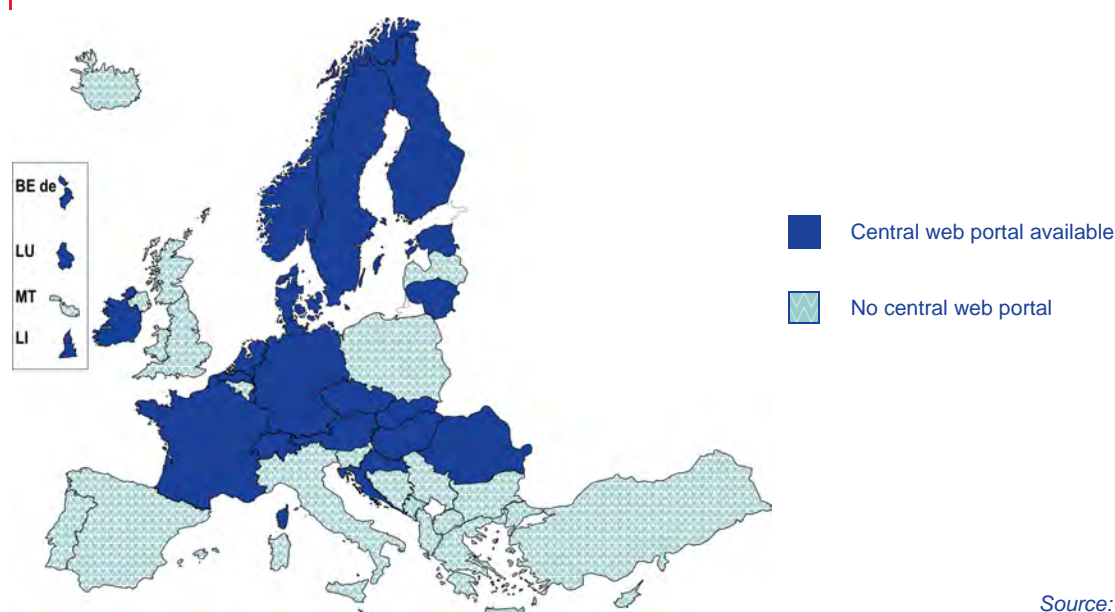 BE de
LU
MT
LI
Central web portal available
No central web portal
Source: